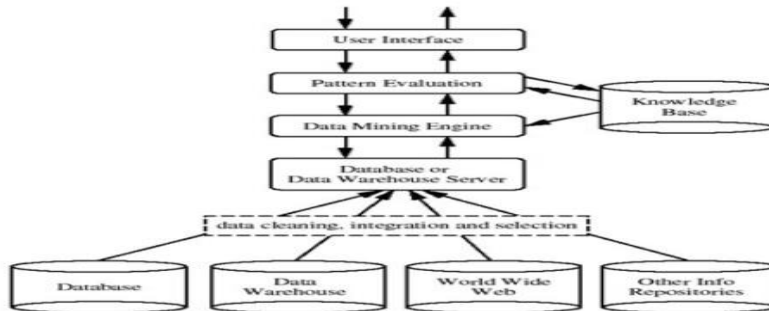 User Interface
Pattern Evaluation
Knowledge
Base
Data Mining Engine
Database or
Data Warehouse Server
data cleaning, integration and selection
Database
Data
Warehouse
World Wide
Web
Other Info
Repositories